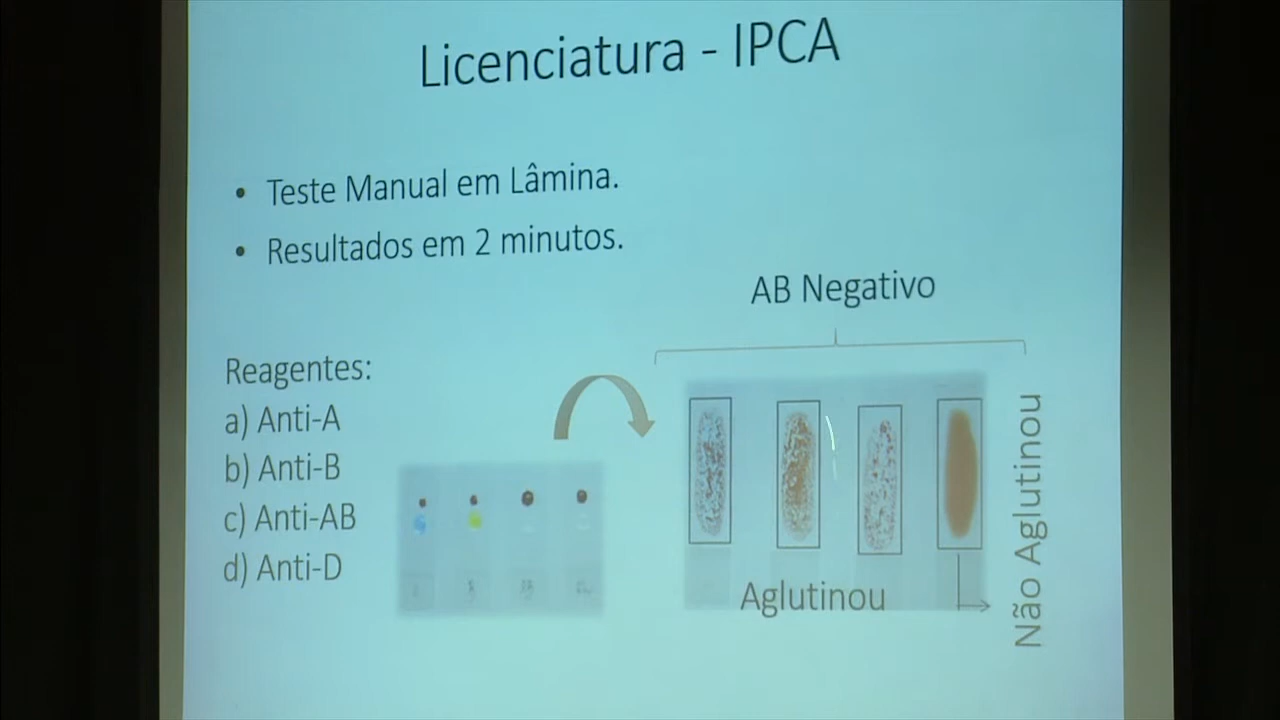 Licenciatura - IPCA
• Teste Manual em Lâmina.
• Resultados em 2 minutos.
AB Negativo
Reagentes:
a) Anti-A
b) Anti-B
c) Anti-AB
d) Anti-D
Aglutinou
Não Aglutinou